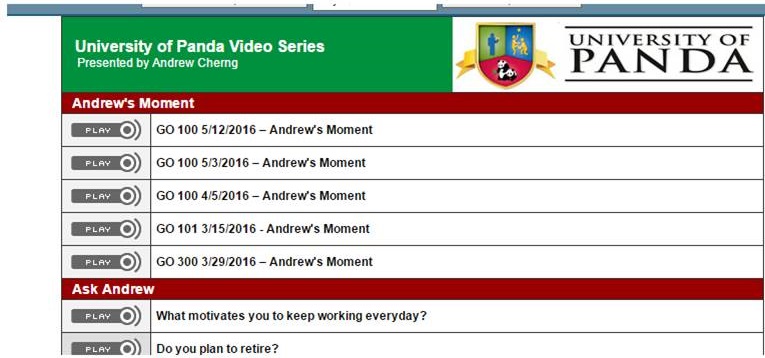 University of Panda Video Series
Presented by Andrew Cherng
UNIVERSITY OF
PANDA
Andrew's Moment
PLAY GO 100 5/12/2016 – Andrew's Moment
PLAY GO 100 5/3/2016 – Andrew's Moment
PLAY GO 100 4/5/2016 – Andrew's Moment
PLAY GO 101 3/15/2016 - Andrew's Moment
PLAY GO 300 3/29/2016 – Andrew's Moment
Ask Andrew
PLAY What motivates you to keep working everyday?
PLAY Do you plan to retire?